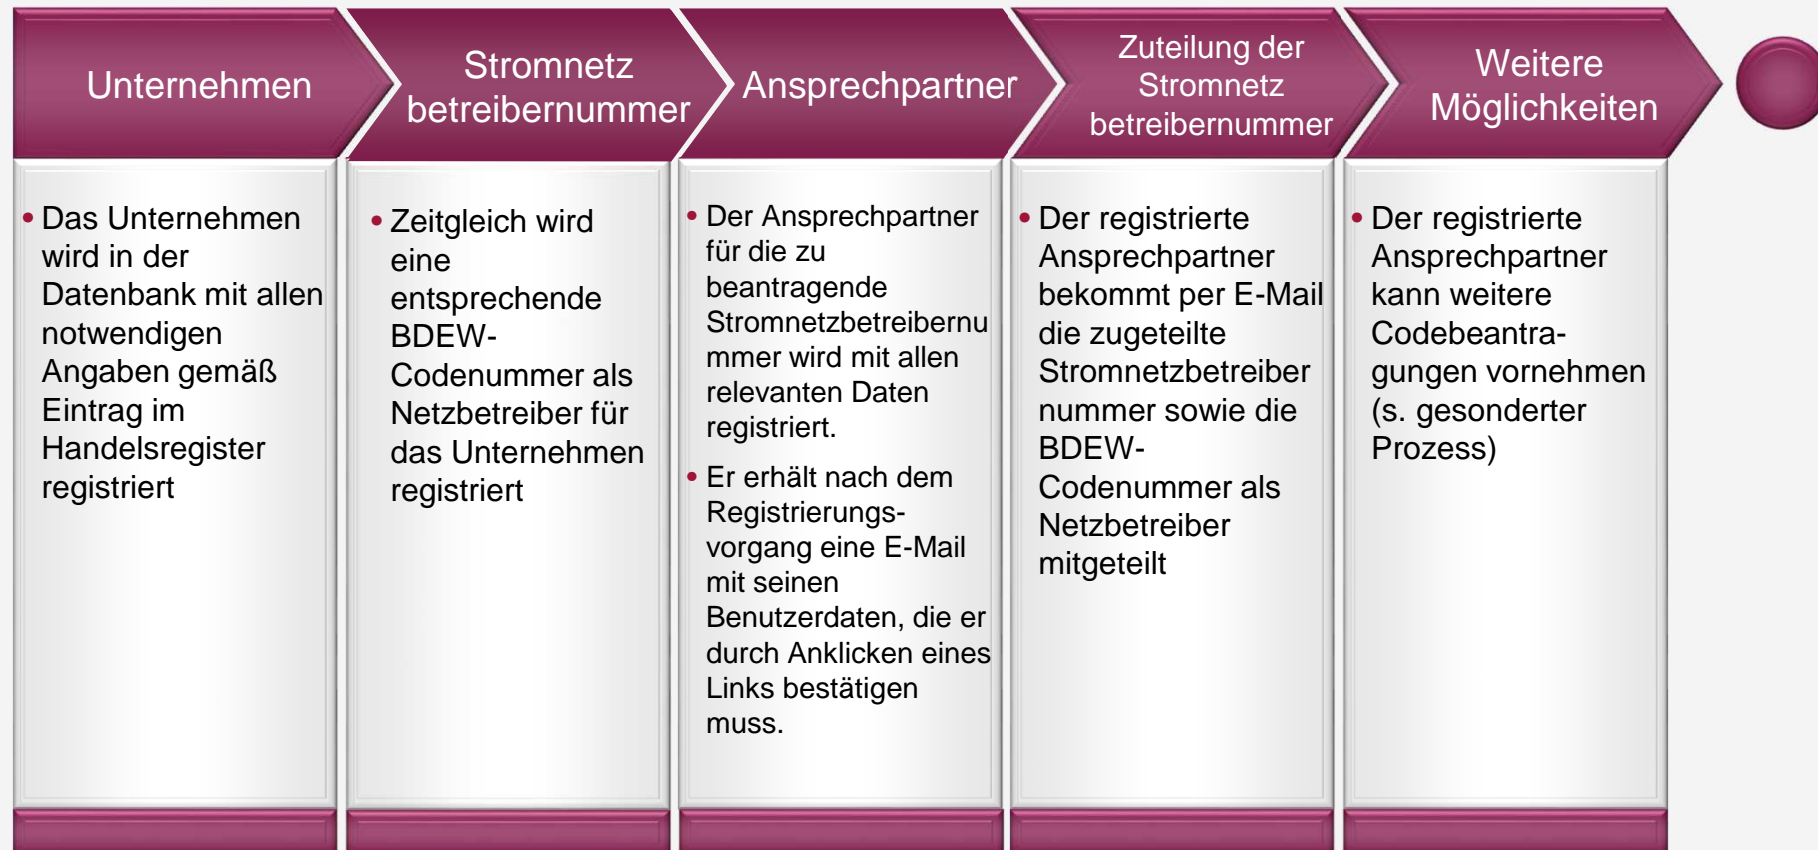 Unternehmen
Stromnetz
betreibernummer
Ansprechpartner
Zuteilung der
Stromnetz
betreibernummer
Weitere
Möglichkeiten
• Das Unternehmen
wird in der
Datenbank mit allen
notwendigen
Angaben gemäß
Eintrag im
Handelsregister
registriert
• Zeitgleich wird
eine
entsprechende
BDEW-
Codenummer als
Netzbetreiber für
das Unternehmen
registriert
• Der Ansprechpartner
für die zu
beantragende
Stromnetzbetreibernu
mmer wird mit allen
relevanten Daten
registriert.
• Er erhält nach dem
Registrierungs-
vorgang eine E-Mail
mit seinen
Benutzerdaten, die er
durch Anklicken eines
Links bestätigen
muss.
• Der registrierte
Ansprechpartner
bekommt per E-Mail
die zugeteilte
Stromnetzbetreiber
nummer sowie die
BDEW-
Codenummer als
Netzbetreiber
mitgeteilt
• Der registrierte
Ansprechpartner
kann weitere
Codebeantra-
gungen vornehmen
(s. gesonderter
Prozess)